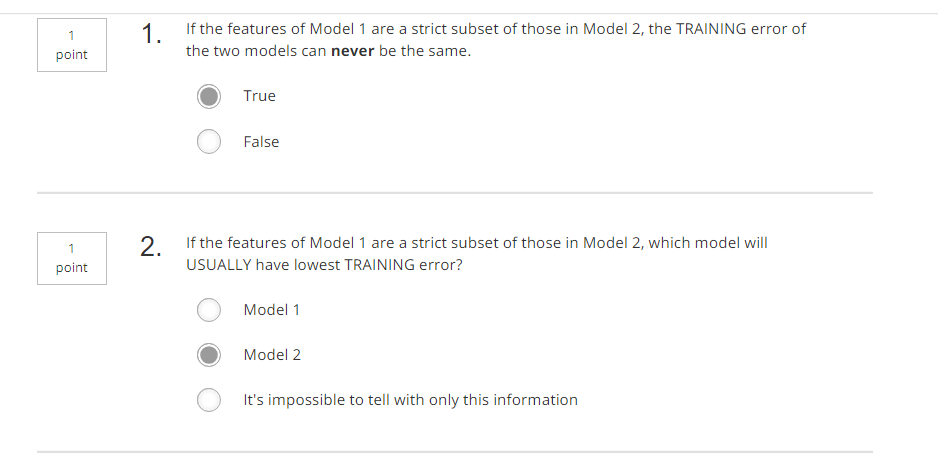 1
point
1.
If the features of Model 1 are a strict subset of those in Model 2, the TRAINING error of
the two models can never be the same.
True
False
1
point
2.
If the features of Model 1 are a strict subset of those in Model 2, which model will
USUALLY have lowest TRAINING error?
Model 1
Model 2
It's impossible to tell with only this information